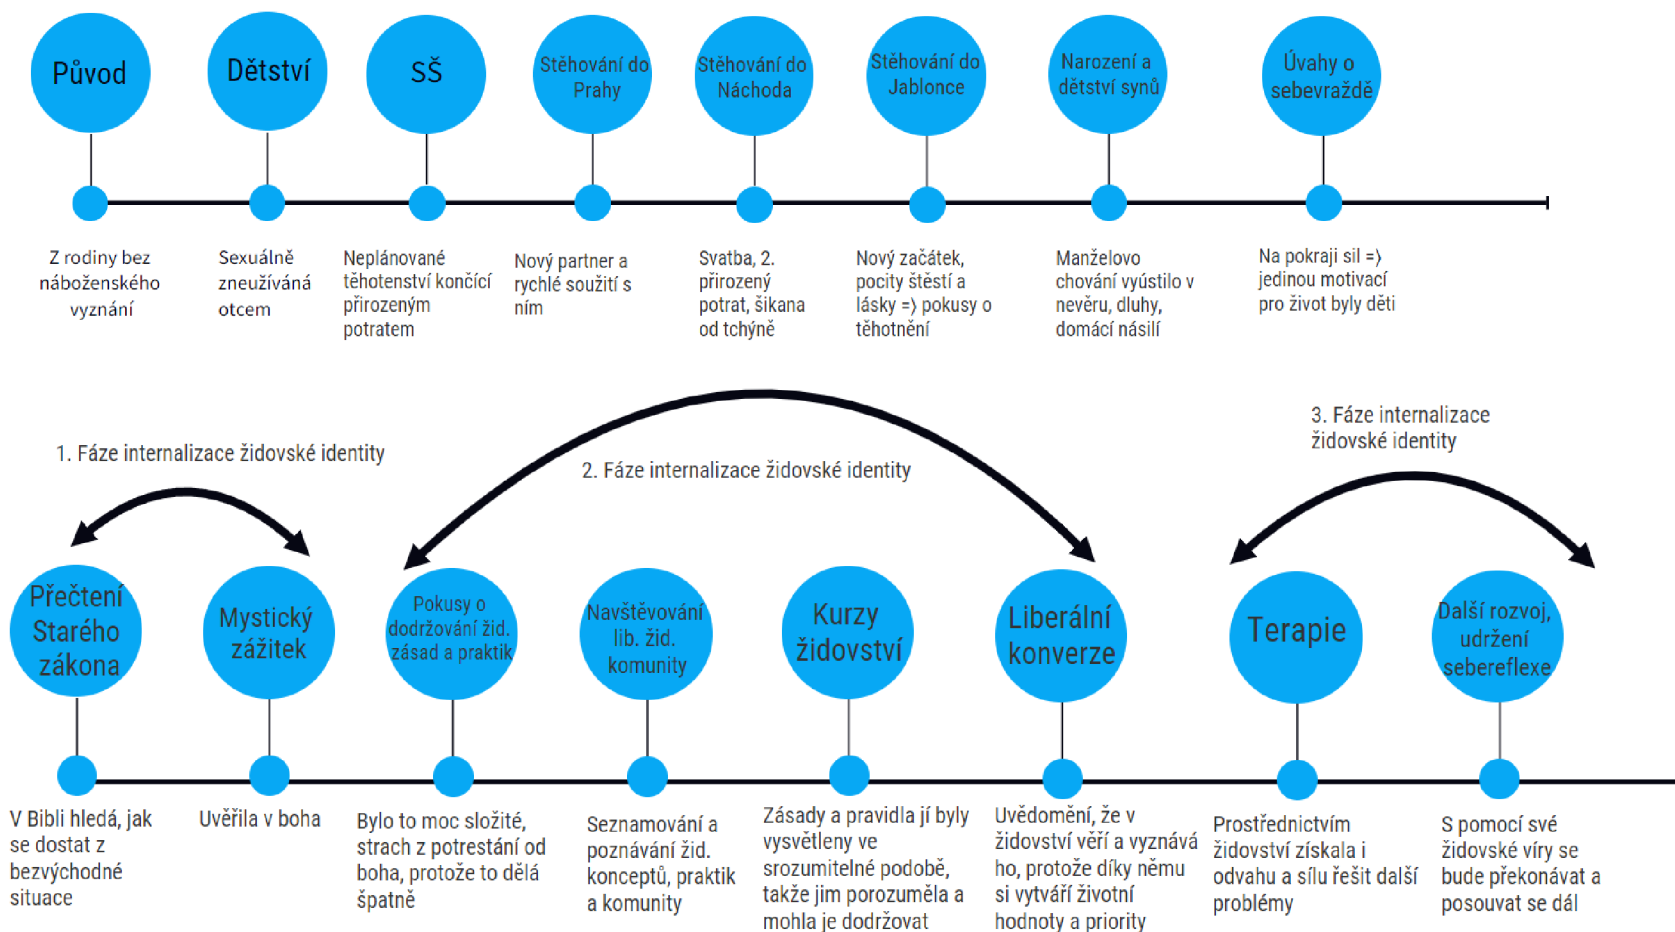 Původ
Dětství
SŠ
Stěhování do
Prahy
Stěhování do
Náchoda
Stěhování do
Jablonce
Narození a
dětství synů
Úvahy o
sebevraždě
Z rodiny bez
náboženského
vyznání
Sexuálně
zneužíváná
otcem
Neplánované
těhotenství končící
přirozeným
potratem
Nový partner a
rychlé soužití s
ním
Svatba, 2.
přirozený
potrat, šikana
od tchýně
Nový začátek,
pocity štěstí a
lásky =⟩ pokusy o
těhotnění
Manželovo
chování vyústilo v
nevěru, dluhy,
domácí násilí
Na pokraji sil =⟩
jedinou motivací
pro život byly děti
1. Fáze internalizace židovské identity
2. Fáze internalizace židovské identity
3. Fáze internalizace
židovské identity
Přečtení
Starého
zákona
Mystický
zážitek
Pokusy o
dodržování žid.
zásad a praktik
Navštěvování
lib. žid.
komunity
Kurzy
židovství
Liberální
konverze
Terapie
Další rozvoj,
udržení
sebereflexe
V Bibli hledá, jak
se dostat z
bezvýchodné
situace
Uvěřila v boha
Bylo to moc složité,
strach z potrestání od
boha, protože to dělá
špatně
Seznamování a
poznávání žid.
konceptů, praktik
a komunity
Zásady a pravidla jí byly
vysvětleny ve
srozumitelné podobě,
takže jim porozuměla a
mohla je dodržovat
Uvědomění, že v
židovství věří a vyznává
ho, protože díky němu
si vytváří životní
hodnoty a priority
Prostřednictvím
židovství získala i
odvahu a sílu řešit další
problémy
S pomocí své
židovské víry se
bude překonávat a
posouvat se dál